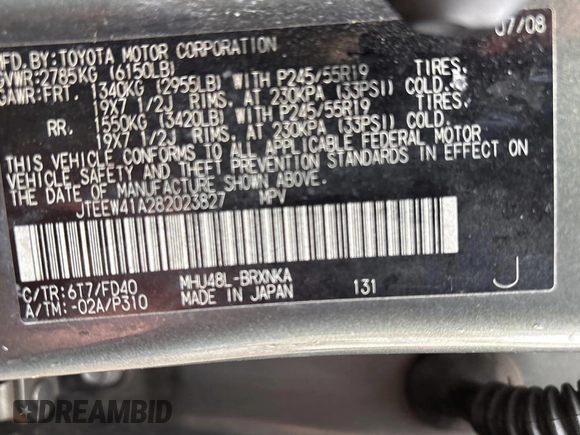 MFD.BY:TOYOTA MOTOR CORPORATION 07/08
GVWR:2785KG (6150LB)
GAWR:FRT. 1340KG (2955LB) WITH P245/55R19 TIRES.
19X7 1/2J RIMS. AT 230KPA (33PSI) COLD.
RR. 1550KG (3420LB) WITH P245/55R19 TIRES.
19X7 1/2J RIMS. AT 230KPA (33PSI) COLD.
THIS VEHICLE CONFORMS TO ALL APPLICABLE FEDERAL MOTOR
VEHICLE SAFETY AND THEFT PREVENTION STANDARDS IN EFFECT ON
THE DATE OF MANUFACTURE SHOWN ABOVE.
JTEEW41A282023827 MPV
C/TR:6T7/FD40 MHU48L-BRXNKA 131 J
A/TM:-02A/P310 MADE IN JAPAN
DREAMBID